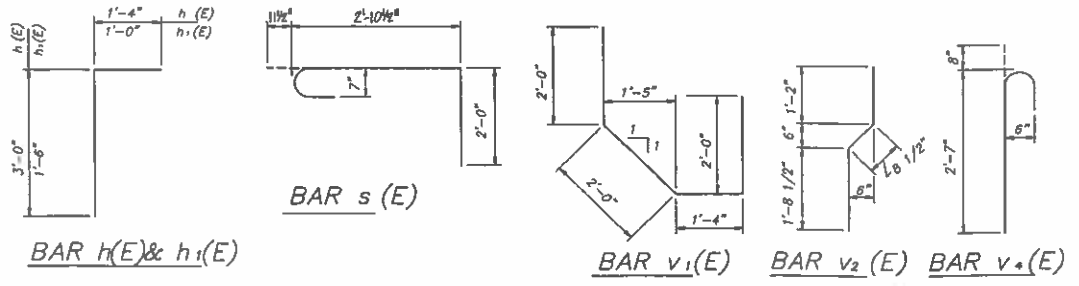 1'-4" h (E)
1'-0" h₁(E)
h (E)
h₁(E)
3'-0"
1'-6"
BAR h(E)& h₁(E)
11½" 2'-10½"
7"
2'-0"
BAR s (E)
2'-0"
1'-5"
1
1
2'-0"
2'-0"
1'-4"
BAR v₁(E)
1'-2"
6"
1'-8 1/2"
8 1/2"
6"
BAR v₂ (E)
8"
2'-7"
6"
BAR v₄(E)